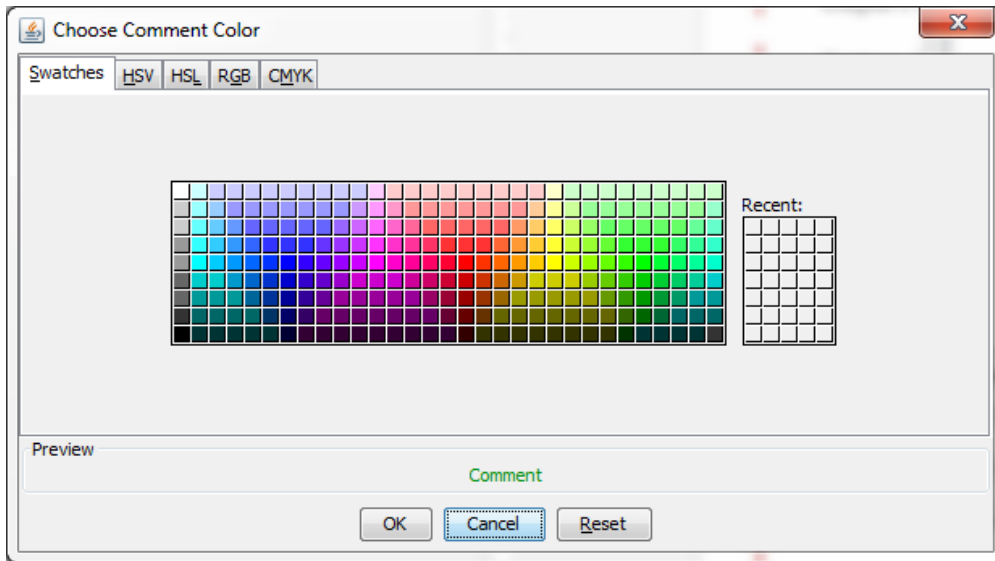 Choose Comment Color
Swatches HSV HSL RGB CMYK
Recent:
Preview
Comment
OK Cancel Reset